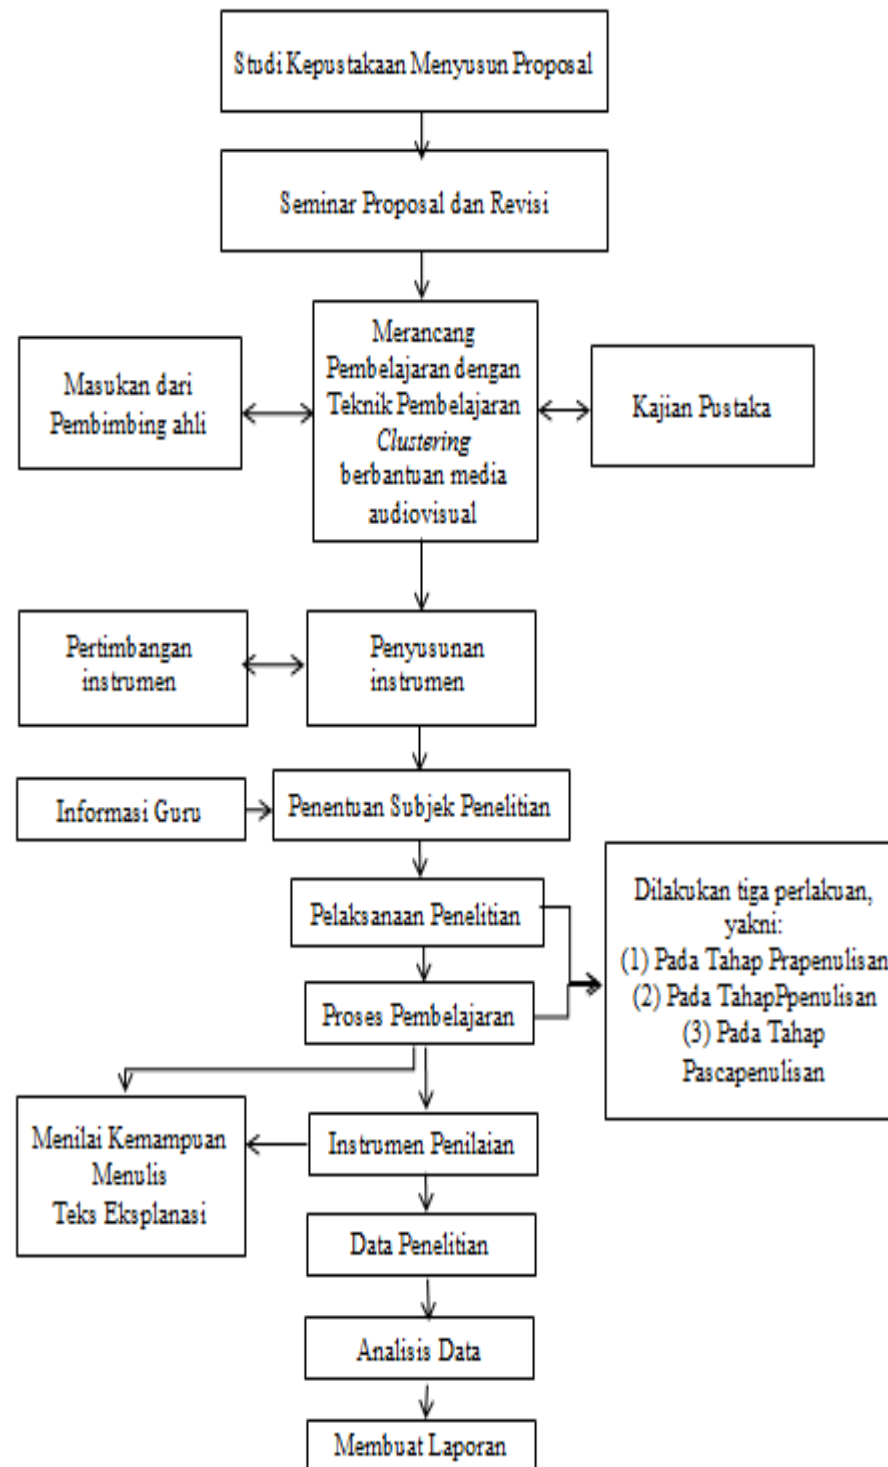 Studi Kepustakaan Menyusun Proposal
Seminar Proposal dan Revisi
Masukan dari
Pembimbing ahli
Merancang
Pembelajaran dengan
Teknik Pembelajaran
Clustering
berbantuan media
audiovisual
Kajian Pustaka
Pertimbangan
instrumen
Penyusunan
instrumen
Informasi Guru
Penentuan Subjek Penelitian
Pelaksanaan Penelitian
Dilakukan tiga perlakuan,
yakni:
(1) Pada Tahap Prapenulisan
(2) Pada TahapPpenulisan
(3) Pada Tahap
Pascapenulisan
Proses Pembelajaran
Menilai Kemampuan
Menulis
Teks Eksplanasi
Instrumen Penilaian
Data Penelitian
Analisis Data
Membuat Laporan